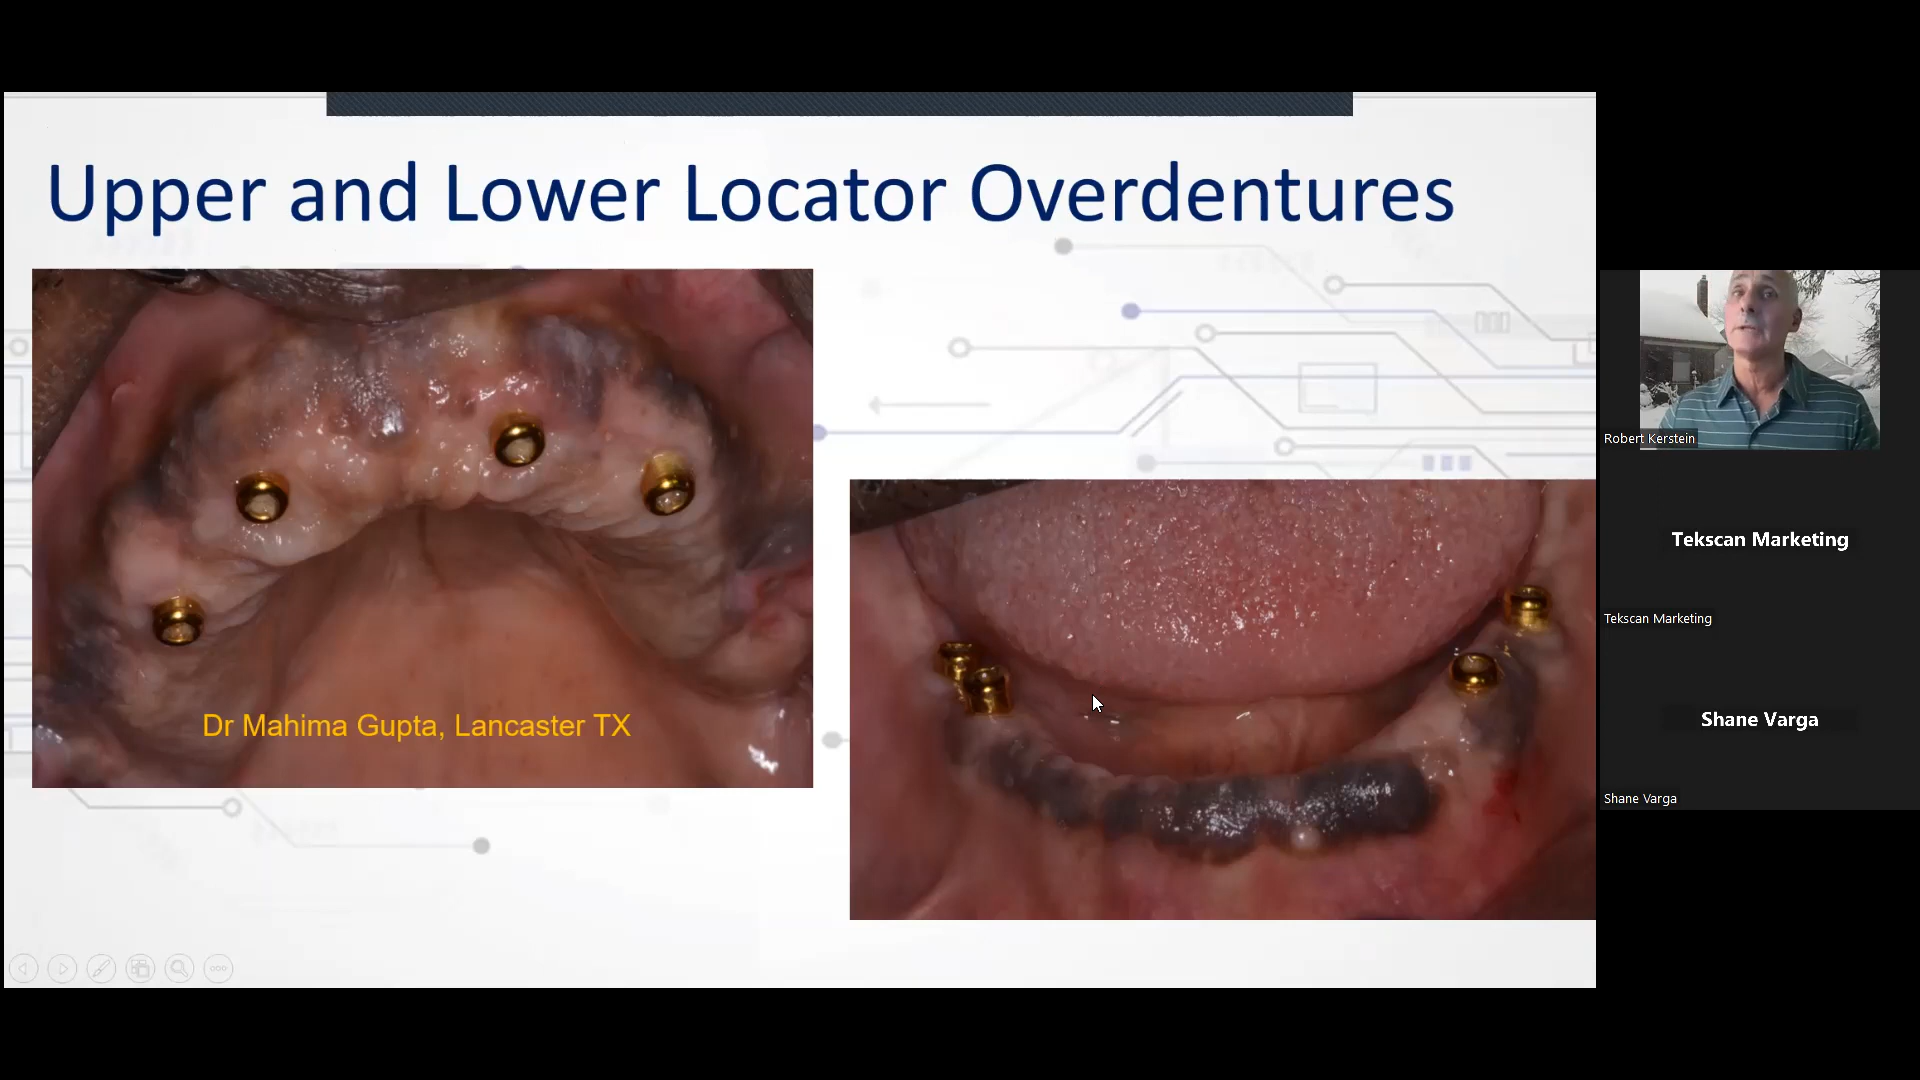 Upper and Lower Locator Overdentures
Dr Mahima Gupta, Lancaster TX
Robert Kerstein
Tekscan Marketing
Tekscan Marketing
Shane Varga
Shane Varga